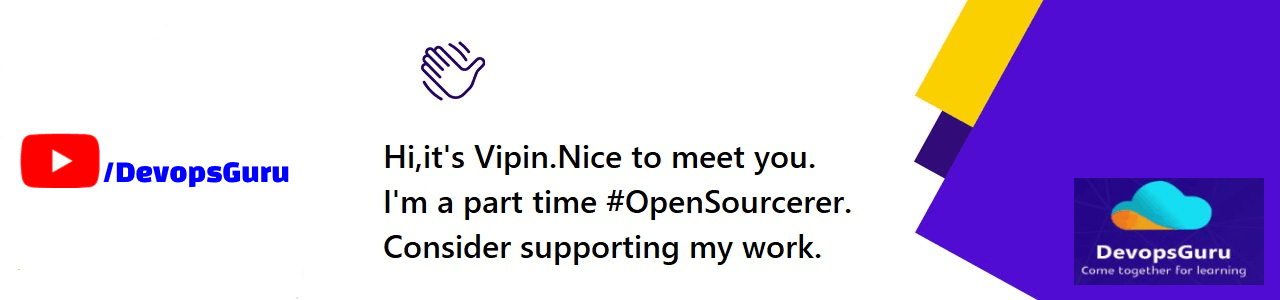 /DevopsGuru
Hi,it's Vipin.Nice to meet you.
I'm a part time #OpenSourcerer.
Consider supporting my work.
DevopsGuru
Come together for learning